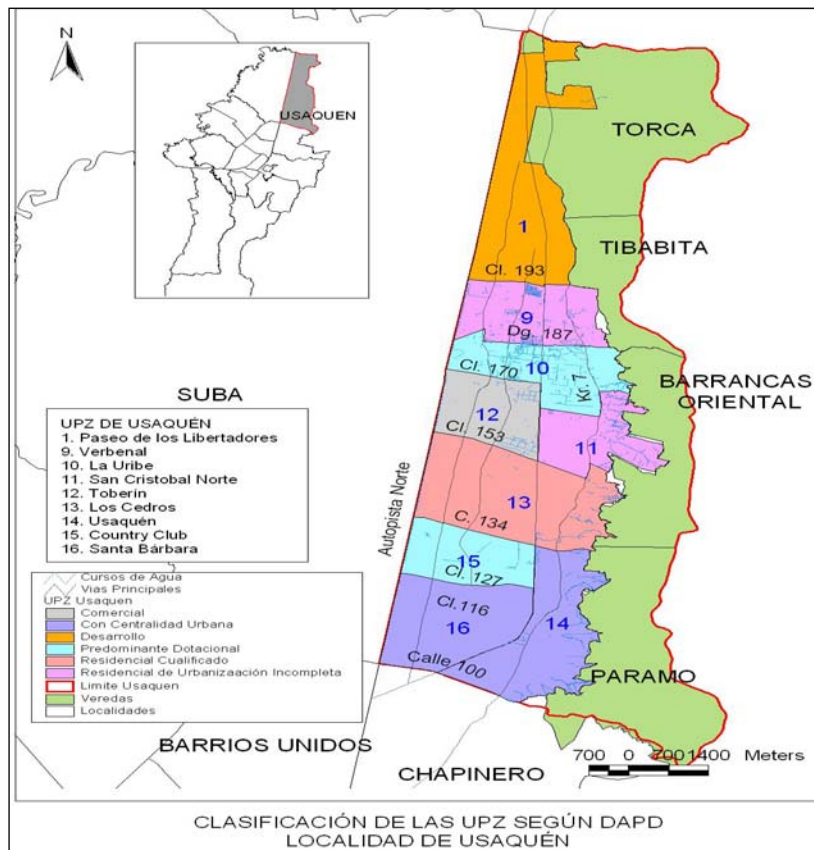 N
USAQUEN
TORCA
1
TIBABITA
Cl. 193
9
Dg. 187
Cl. 170
10
Kr. 7
SUBA
BARRANCAS
ORIENTAL
UPZ DE USAQUÉN
1. Paseo de los Libertadores
9. Verbenal
10. La Uribe
11. San Cristobal Norte
12. Toberín
13. Los Cedros
14. Usaquén
15. Country Club
16. Santa Bárbara
12
Cl. 153
11
Autopista Norte
13
C. 134
15
Cl. 127
Cl.116
16
14
Calle 100
PARAMO
Cursos de Agua
Vias Principales
UPZ Usaquen
Comercial
Con Centralidad Urbana
Desarrollo
Predominante Dotacional
Residencial Cualificado
Residencial de Urbanizaación Incompleta
Limite Usaquen
Veredas
Localidades
BARRIOS UNIDOS
CHAPINERO
700 0 700 1400 Meters
CLASIFICACIÓN DE LAS UPZ SEGÚN DAPD
LOCALIDAD DE USAQUÉN